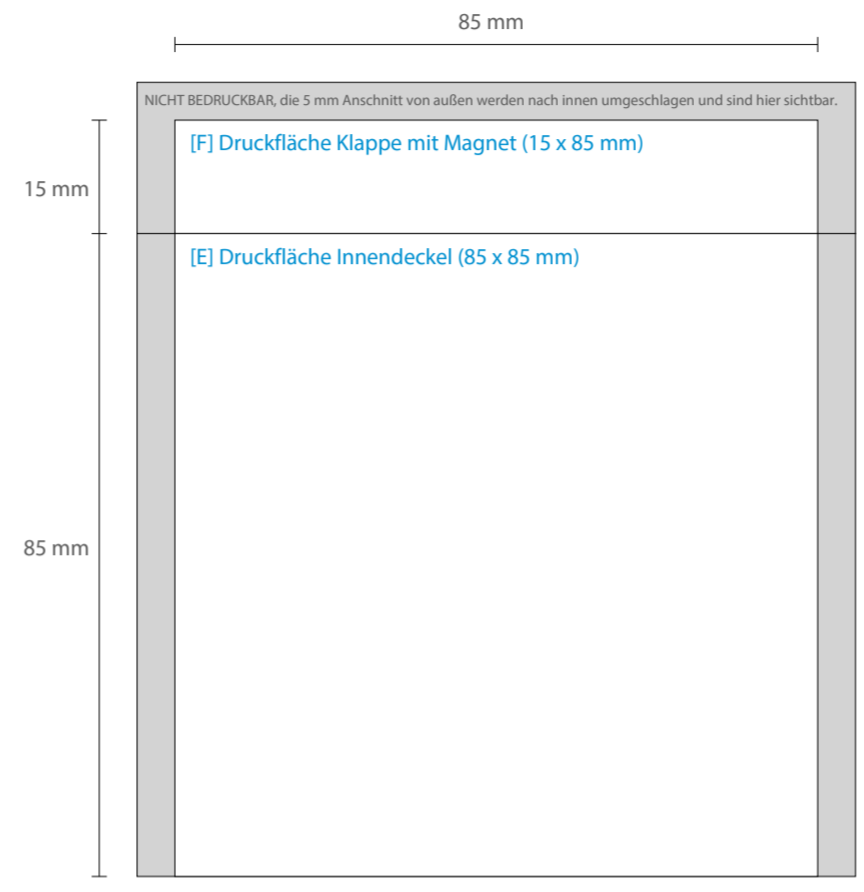 85 mm
NICHT BEDRUCKBAR, die 5 mm Anschnitt von außen werden nach innen umgeschlagen und sind hier sichtbar.
[F] Druckfläche Klappe mit Magnet (15 x 85 mm)
15 mm
[E] Druckfläche Innendeckel (85 x 85 mm)
85 mm